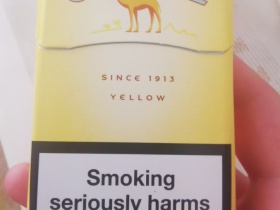 SINCE 1913
YELLOW
Smoking
seriously harms